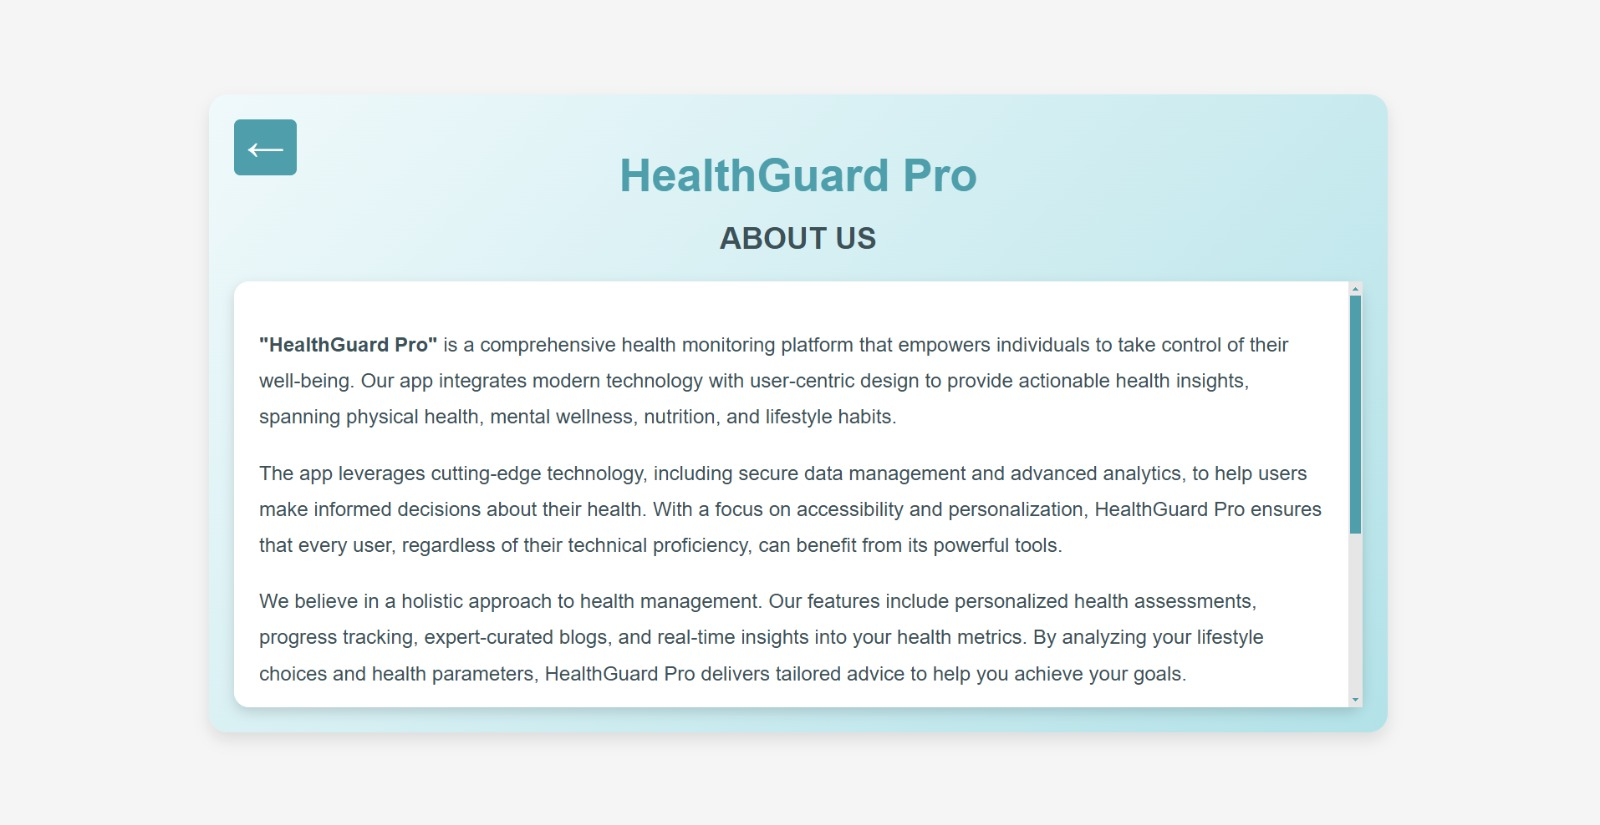 HealthGuard Pro
ABOUT US
"HealthGuard Pro" is a comprehensive health monitoring platform that empowers individuals to take control of their
well-being. Our app integrates modern technology with user-centric design to provide actionable health insights,
spanning physical health, mental wellness, nutrition, and lifestyle habits.
The app leverages cutting-edge technology, including secure data management and advanced analytics, to help users
make informed decisions about their health. With a focus on accessibility and personalization, HealthGuard Pro ensures
that every user, regardless of their technical proficiency, can benefit from its powerful tools.
We believe in a holistic approach to health management. Our features include personalized health assessments,
progress tracking, expert-curated blogs, and real-time insights into your health metrics. By analyzing your lifestyle
choices and health parameters, HealthGuard Pro delivers tailored advice to help you achieve your goals.